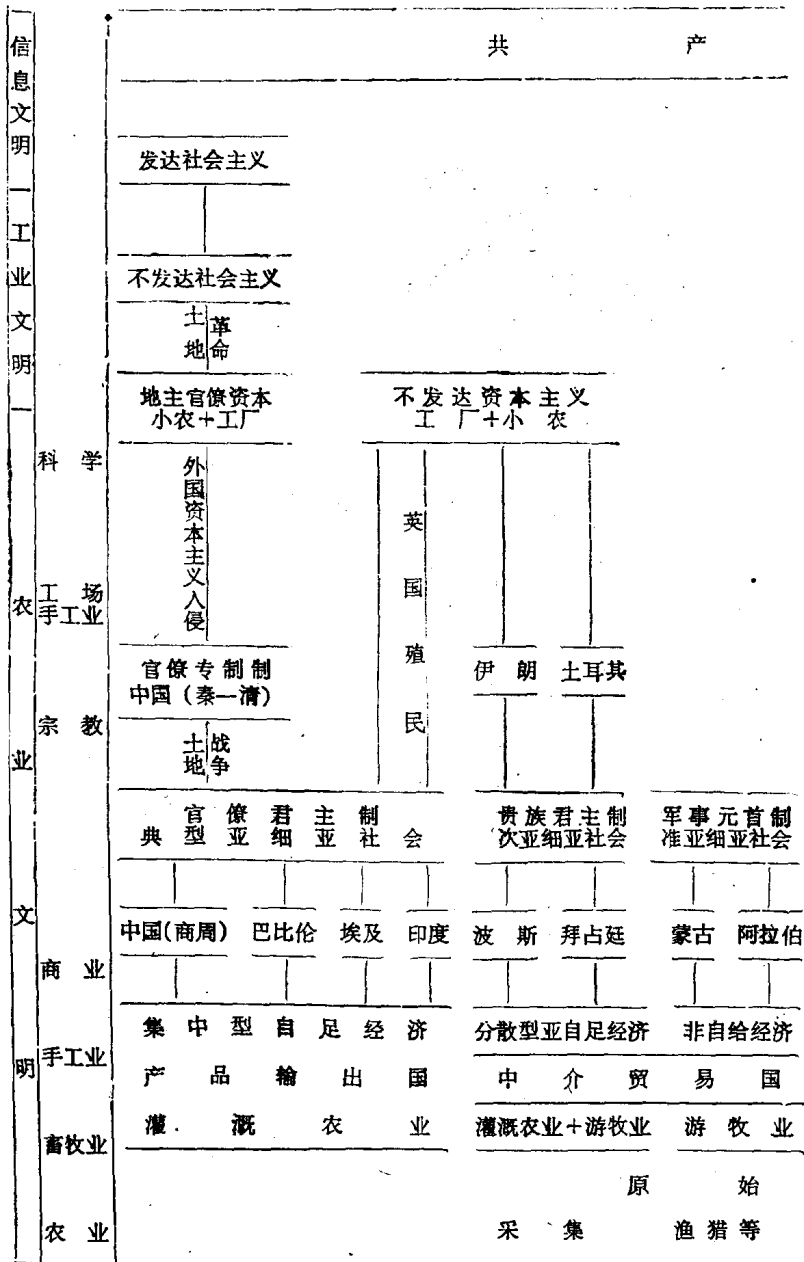 信息文明—工业文明—农业文明
共产
发达社会主义
不发达社会主义
土地革命
地主官僚资本
小农+工厂
不发达资本主义
工厂+小农
科学
外国资本主义入侵
英国殖民
工场
手工业
官僚专制制
中国(秦—清)
伊朗
土耳其
宗教
土地战争
官僚君主制
典型亚细亚社会
贵族君主制
次亚细亚社会
军事元首制
准亚细亚社会
中国(商周)
巴比伦
埃及
印度
波斯
拜占廷
蒙古
阿拉伯
商业
集中型自足经济
分散型亚自足经济
非自给经济
手工业
产品输出国
中介贸易国
灌溉农业
灌溉农业+游牧业
游牧业
畜牧业
原始
农业
采集
渔猎等